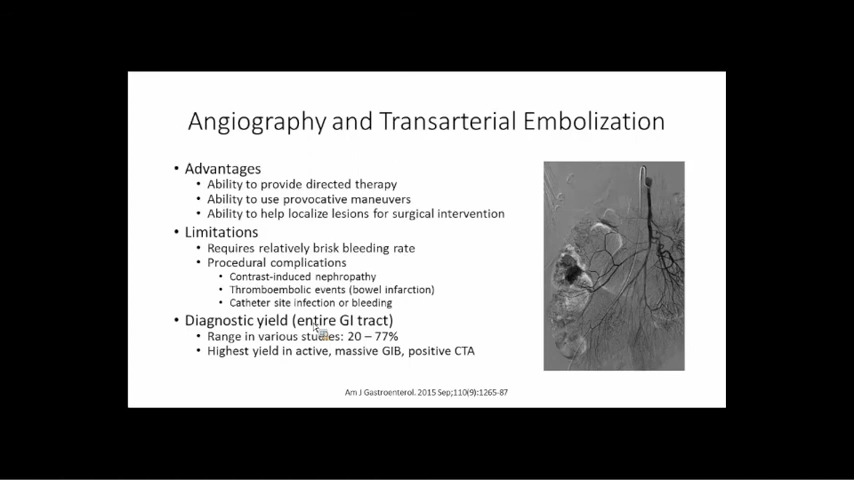 Angiography and Transarterial Embolization
• Advantages
• Ability to provide directed therapy
• Ability to use provocative maneuvers
• Ability to help localize lesions for surgical intervention
• Limitations
• Requires relatively brisk bleeding rate
• Procedural complications
• Contrast-induced nephropathy
• Thromboembolic events (bowel infarction)
• Catheter site infection or bleeding
• Diagnostic yield (entire GI tract)
• Range in various studies: 20 – 77%
• Highest yield in active, massive GIB, positive CTA
Am J Gastroenterol. 2015 Sep;110(9):1265-87